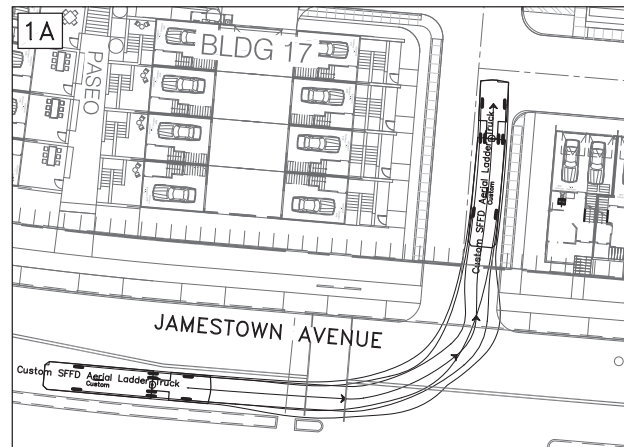 1A
BLDG 17
PASEO
Custom SFFD Aerial Ladder Truck
Custom
JAMESTOWN AVENUE
Custom SFFD Aerial Ladder Truck
Custom